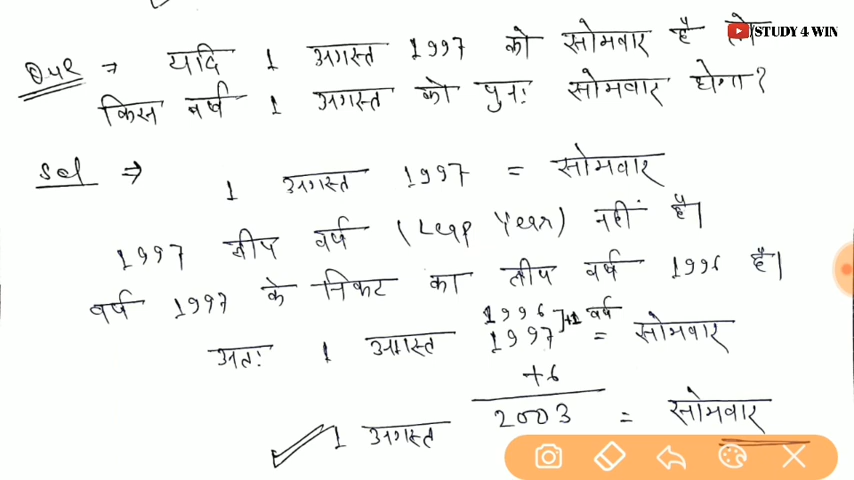 STUDY 4 WIN
Que ⇒ यदि 1 अगस्त 1997 को सोमवार है तो
किस वर्ष 1 अगस्त को पुनः सोमवार होगा?
Sol ⇒
1 अगस्त 1997 = सोमवार
1997 लीप वर्ष (Leap Year) नहीं है।
वर्ष 1997 के निकट का लीप वर्ष 1996 है।
1996 ]+1 वर्ष
अतः 1 अगस्त 1997 = सोमवार
+6
1 अगस्त 2003 = सोमवार